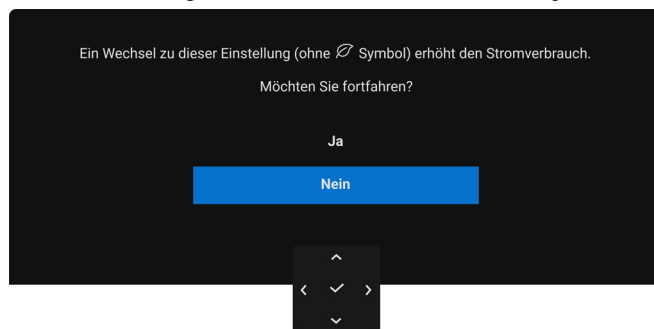 Ein Wechsel zu dieser Einstellung (ohne Symbol) erhöht den Stromverbrauch.
Möchten Sie fortfahren?
Ja
Nein